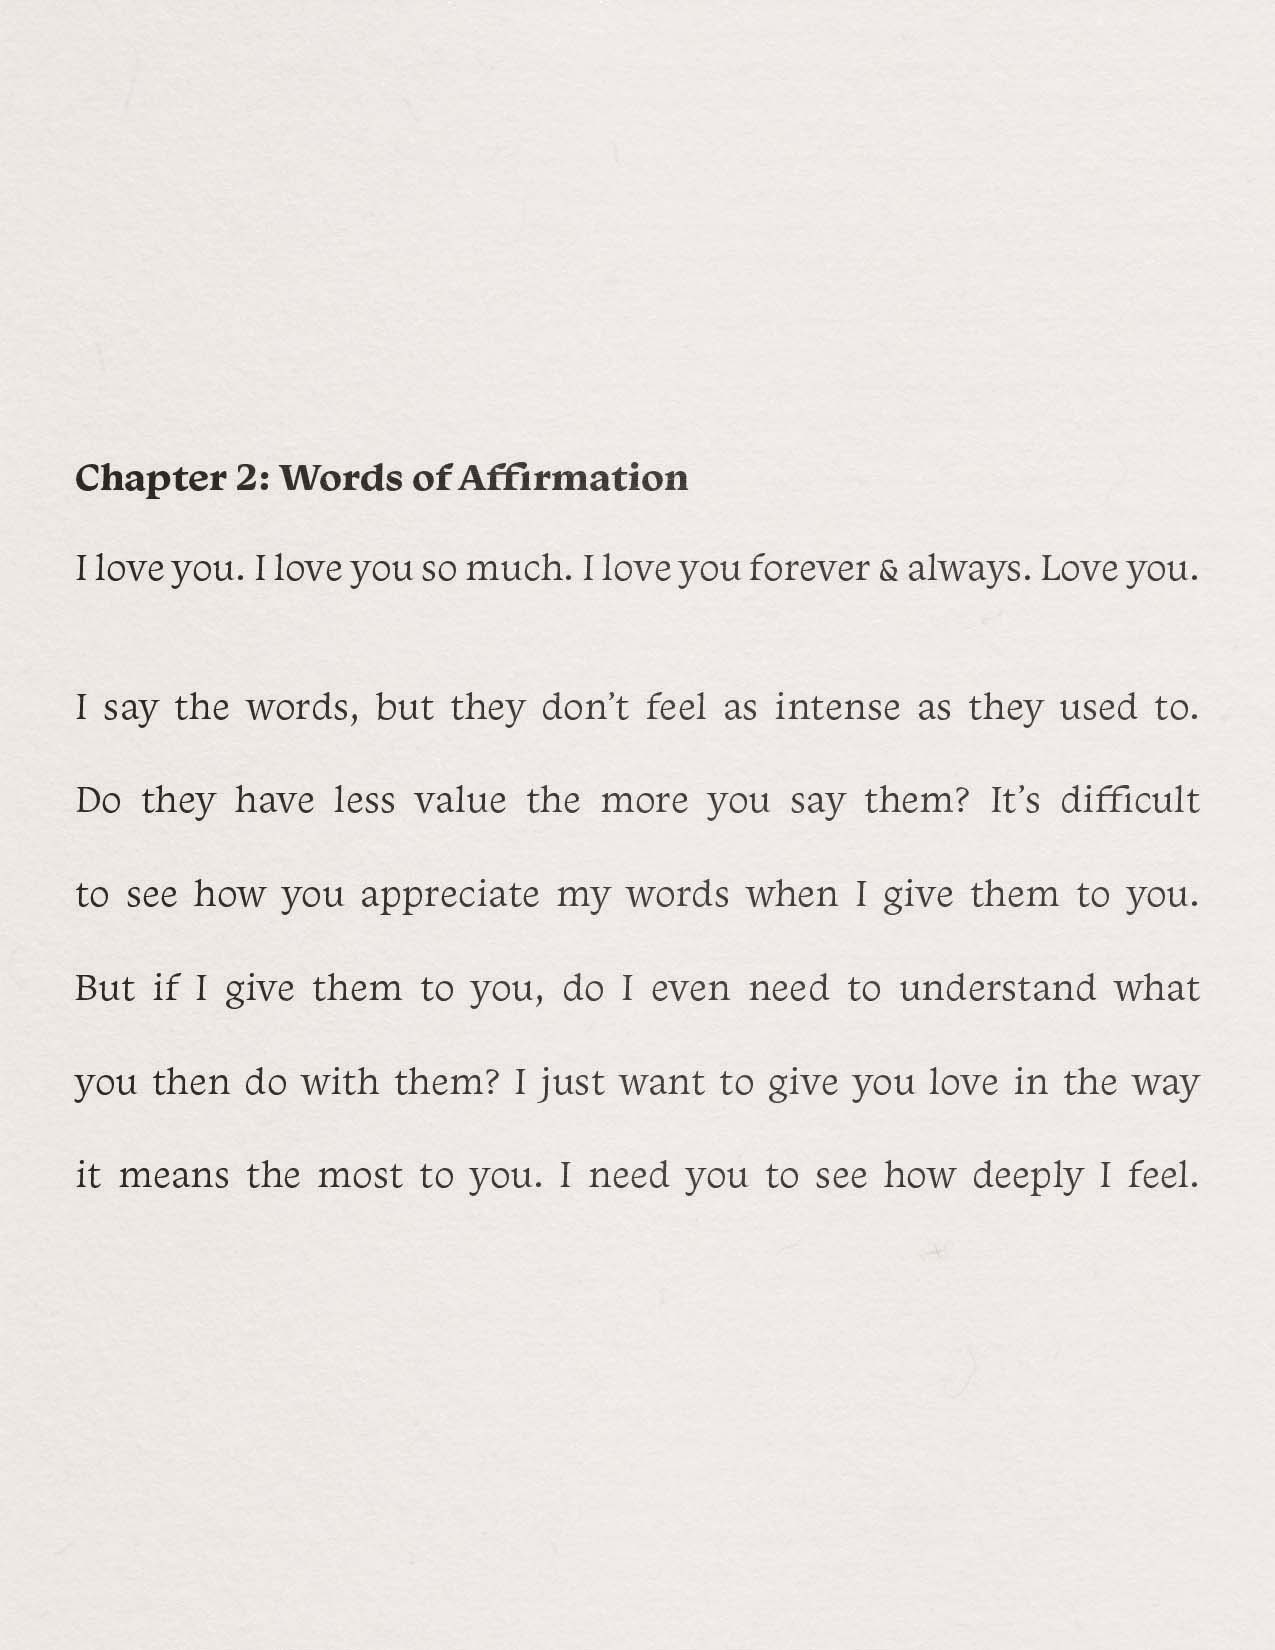 Chapter 2: Words of Affirmation
I love you. I love you so much. I love you forever & always. Love you.
I say the words, but they don’t feel as intense as they used to.
Do they have less value the more you say them? It’s difficult
to see how you appreciate my words when I give them to you.
But if I give them to you, do I even need to understand what
you then do with them? I just want to give you love in the way
it means the most to you. I need you to see how deeply I feel.